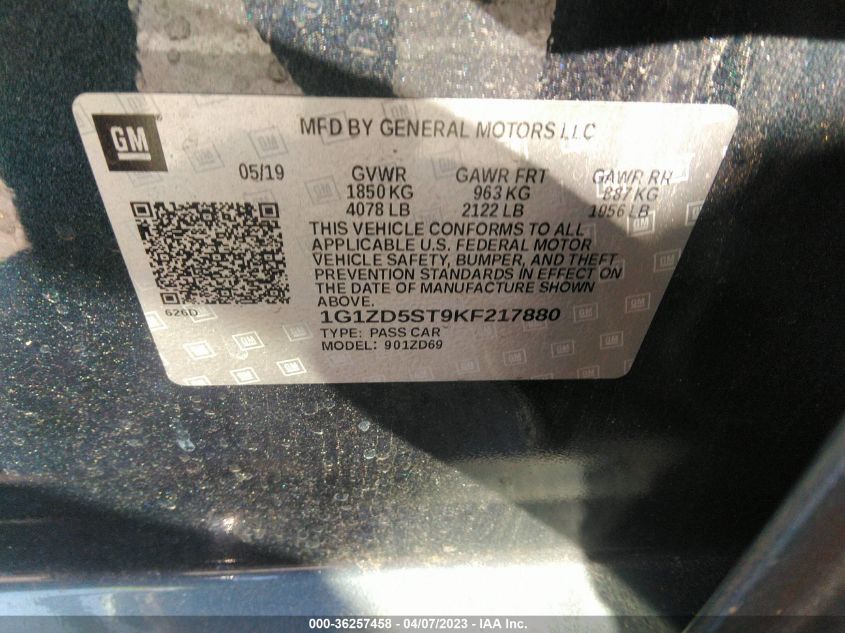 GM
MFD BY GENERAL MOTORS LLC
05/19 GVWR GAWR FRT GAWR RH
1850 KG 963 KG 887 KG
4078 LB 2122 LB 1956 LB
THIS VEHICLE CONFORMS TO ALL
APPLICABLE U.S. FEDERAL MOTOR
VEHICLE SAFETY, BUMPER, AND THEFT
PREVENTION STANDARDS IN EFFECT ON
THE DATE OF MANUFACTURE SHOWN
ABOVE.
626D
1G1ZD5ST9KF217880
TYPE: PASS CAR
MODEL: 901ZD69
000-36257458 - 04/07/2023 - IAA Inc.